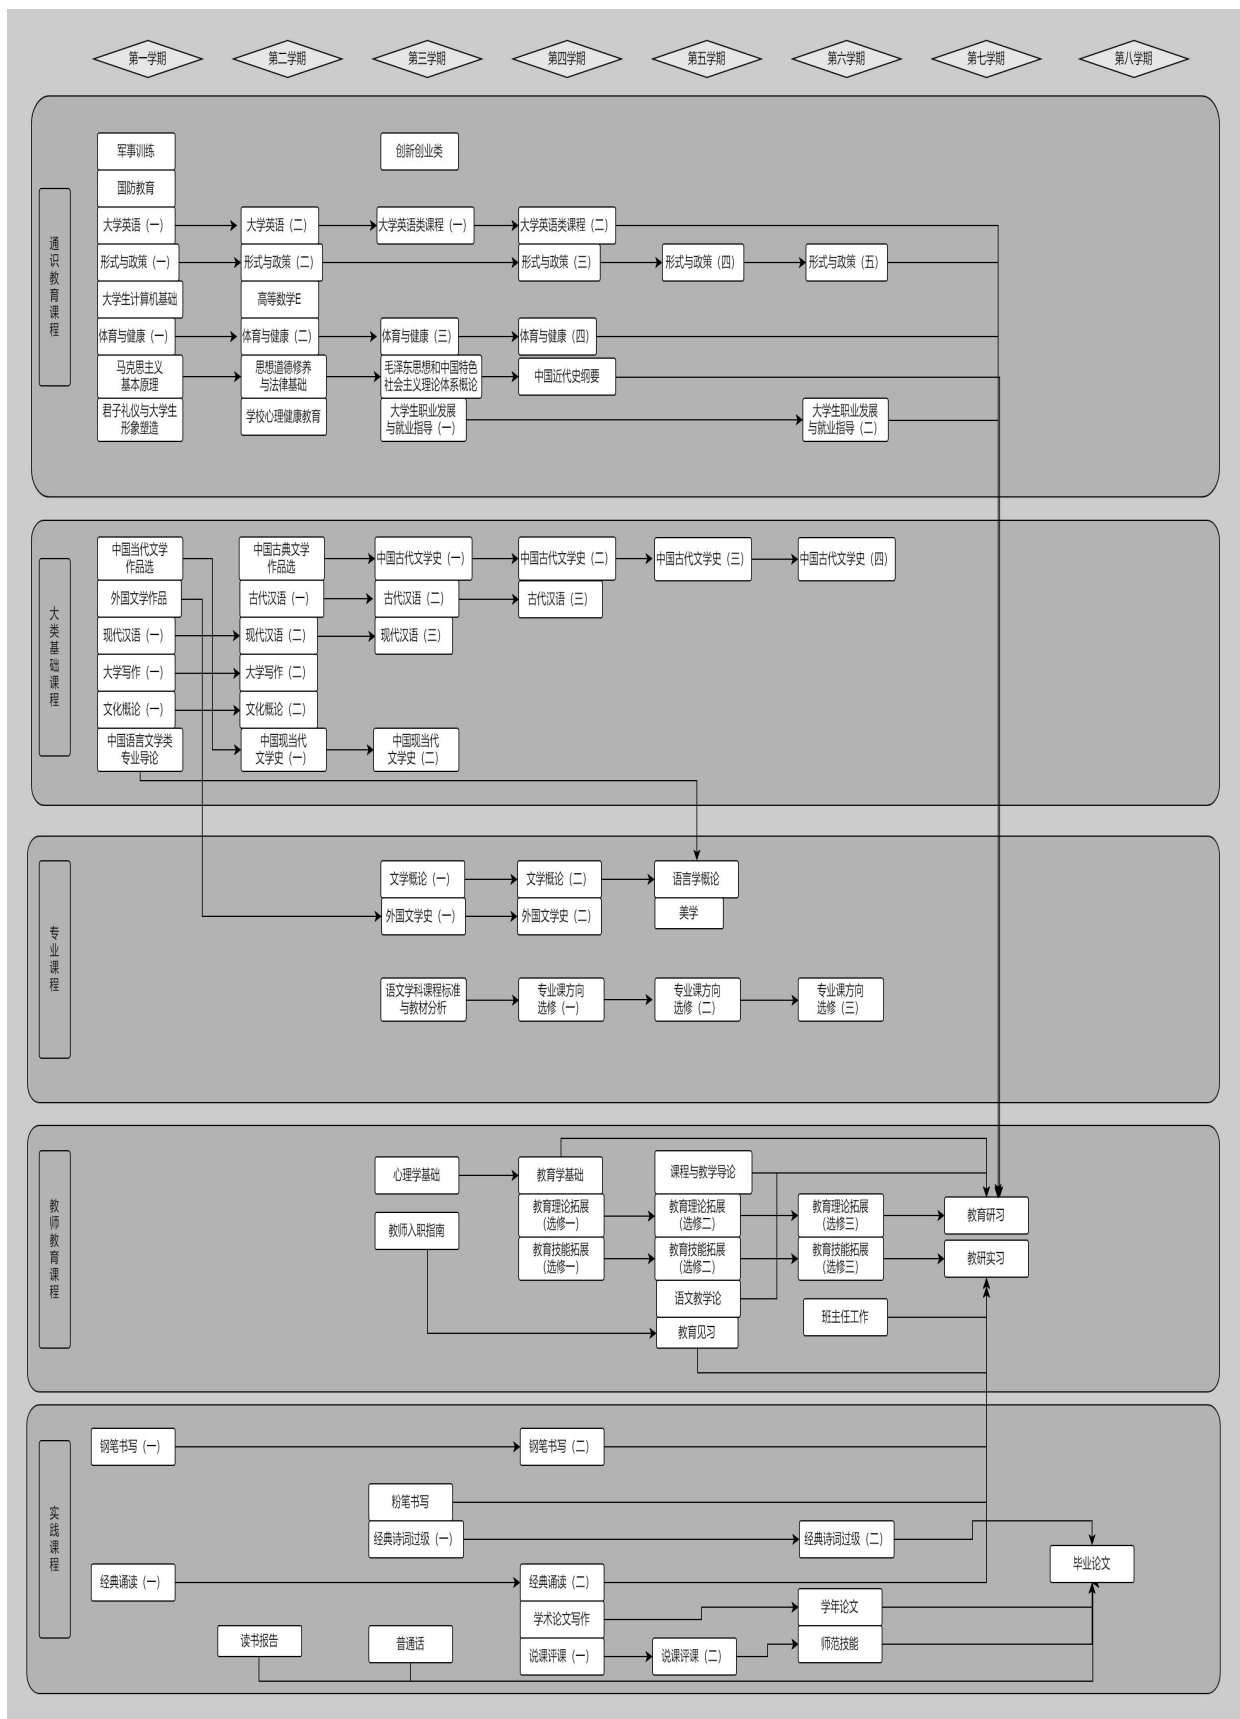 第一学期
第二学期
第三学期
第四学期
第五学期
第六学期
第七学期
第八学期
通识教育课程
军事训练
创新创业类
国防教育
大学英语（一）
大学英语（二）
大学英语类课程（一）
大学英语类课程（二）
形式与政策（一）
形式与政策（二）
形式与政策（三）
形式与政策（四）
形式与政策（五）
大学生计算机基础
高等数学E
体育与健康（一）
体育与健康（二）
体育与健康（三）
体育与健康（四）
马克思主义
基本原理
思想道德修养
与法律基础
毛泽东思想和中国特色
社会主义理论体系概论
中国近代史纲要
君子礼仪与大学生
形象塑造
学校心理健康教育
大学生职业发展
与就业指导（一）
大学生职业发展
与就业指导（二）
大类基础课程
中国当代文学
作品选
中国古典文学
作品选
中国古代文学史（一）
中国古代文学史（二）
中国古代文学史（三）
中国古代文学史（四）
外国文学作品
古代汉语（一）
古代汉语（二）
古代汉语（三）
现代汉语（一）
现代汉语（二）
现代汉语（三）
大学写作（一）
大学写作（二）
文化概论（一）
文化概论（二）
中国语言文学类
专业导论
中国现当代
文学史（一）
中国现当代
文学史（二）
专业课程
文学概论（一）
文学概论（二）
语言学概论
外国文学史（一）
外国文学史（二）
美学
语文学科课程标准
与教材分析
专业课方向
选修（一）
专业课方向
选修（二）
专业课方向
选修（三）
教师教育课程
心理学基础
教育学基础
课程与教学导论
教育理论拓展
(选修一)
教育理论拓展
(选修二)
教育理论拓展
(选修三)
教育研习
教师入职指南
教育技能拓展
(选修一)
教育技能拓展
(选修二)
教育技能拓展
(选修三)
教研实习
语文教学论
班主任工作
教育见习
实践课程
钢笔书写（一）
钢笔书写（二）
粉笔书写
经典诗词过级（一）
经典诗词过级（二）
毕业论文
经典诵读（一）
经典诵读（二）
学术论文写作
学年论文
读书报告
普通话
说课评课（一）
说课评课（二）
师范技能